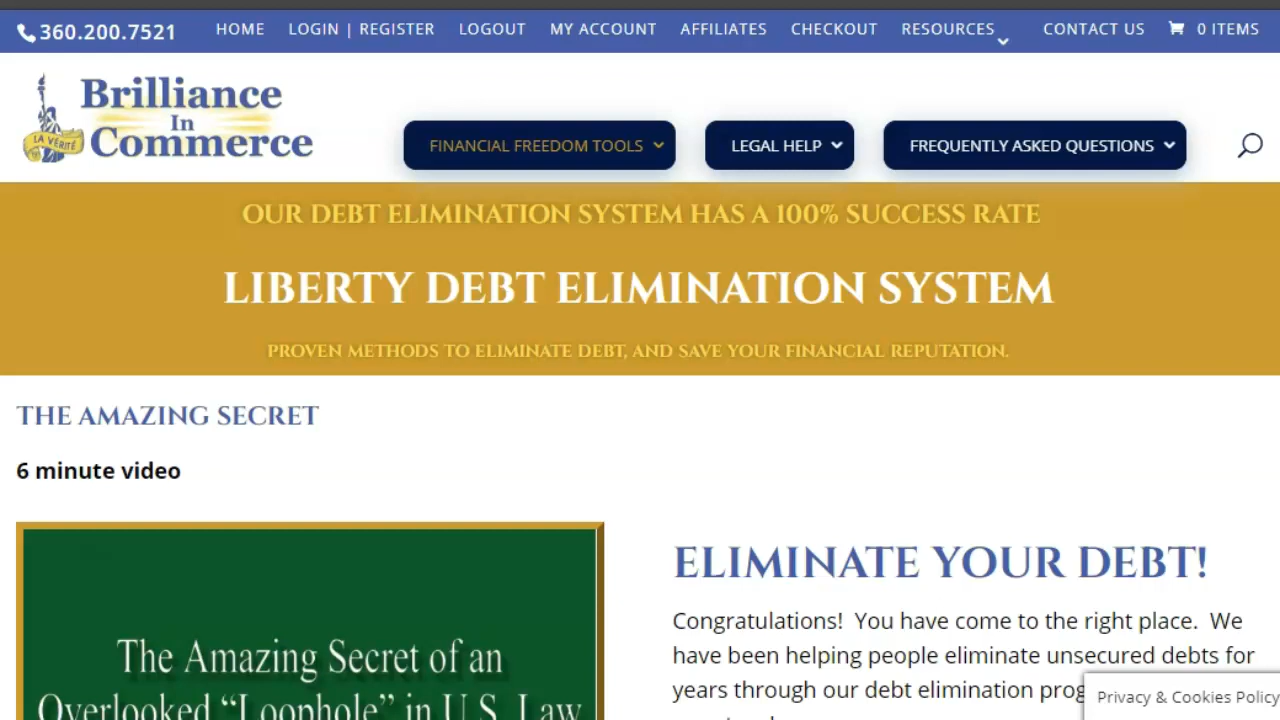 360.200.7521 HOME LOGIN | REGISTER LOGOUT MY ACCOUNT AFFILIATES CHECKOUT RESOURCES CONTACT US 0 ITEMS
Brilliance
In
Commerce
LA VÉRITÉ
FINANCIAL FREEDOM TOOLS LEGAL HELP FREQUENTLY ASKED QUESTIONS
OUR DEBT ELIMINATION SYSTEM HAS A 100% SUCCESS RATE
LIBERTY DEBT ELIMINATION SYSTEM
PROVEN METHODS TO ELIMINATE DEBT, AND SAVE YOUR FINANCIAL REPUTATION.
THE AMAZING SECRET
6 minute video
The Amazing Secret of an
Overlooked “Loophole” in U.S. Law
ELIMINATE YOUR DEBT!
Congratulations! You have come to the right place. We
have been helping people eliminate unsecured debts for
years through our debt elimination
Privacy & Cookies Policy